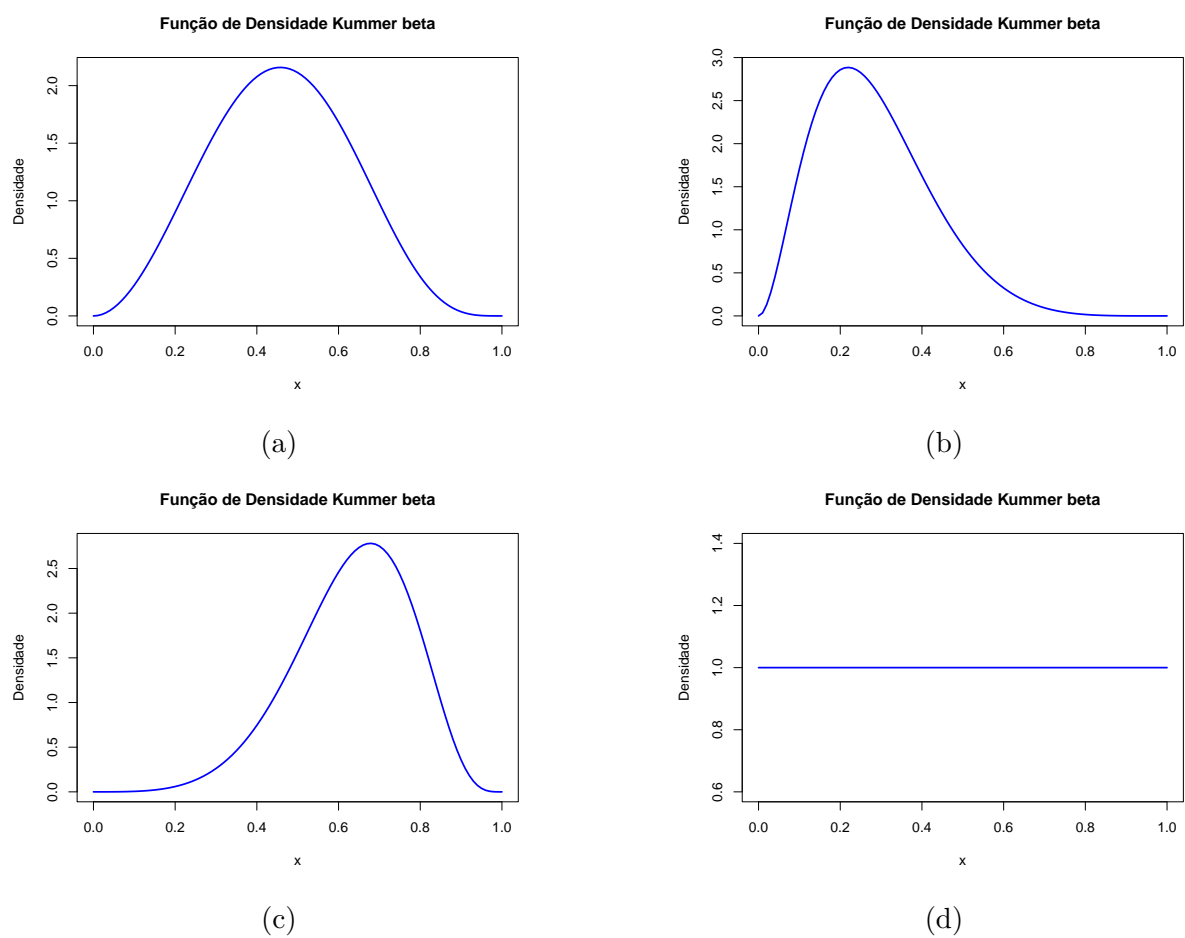 Função de Densidade Kummer beta
Densidade
0.0 0.5 1.0 1.5 2.0
0.0 0.2 0.4 0.6 0.8 1.0
x
(a)
Função de Densidade Kummer beta
Densidade
0.0 0.5 1.0 1.5 2.0 2.5 3.0
0.0 0.2 0.4 0.6 0.8 1.0
x
(b)
Função de Densidade Kummer beta
Densidade
0.0 0.5 1.0 1.5 2.0 2.5
0.0 0.2 0.4 0.6 0.8 1.0
x
(c)
Função de Densidade Kummer beta
Densidade
0.6 0.8 1.0 1.2 1.4
0.0 0.2 0.4 0.6 0.8 1.0
x
(d)